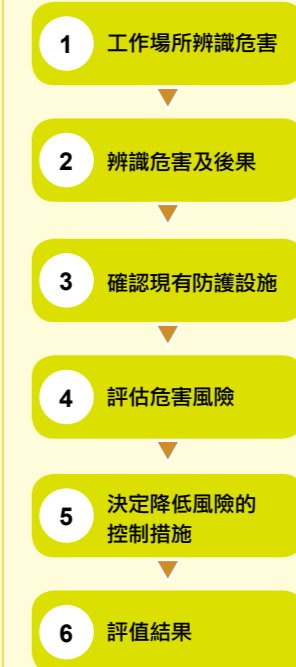 1 工作場所辨識危害
2 辨識危害及後果
3 確認現有防護設施
4 評估危害風險
5 決定降低風險的
控制措施
6 評值結果